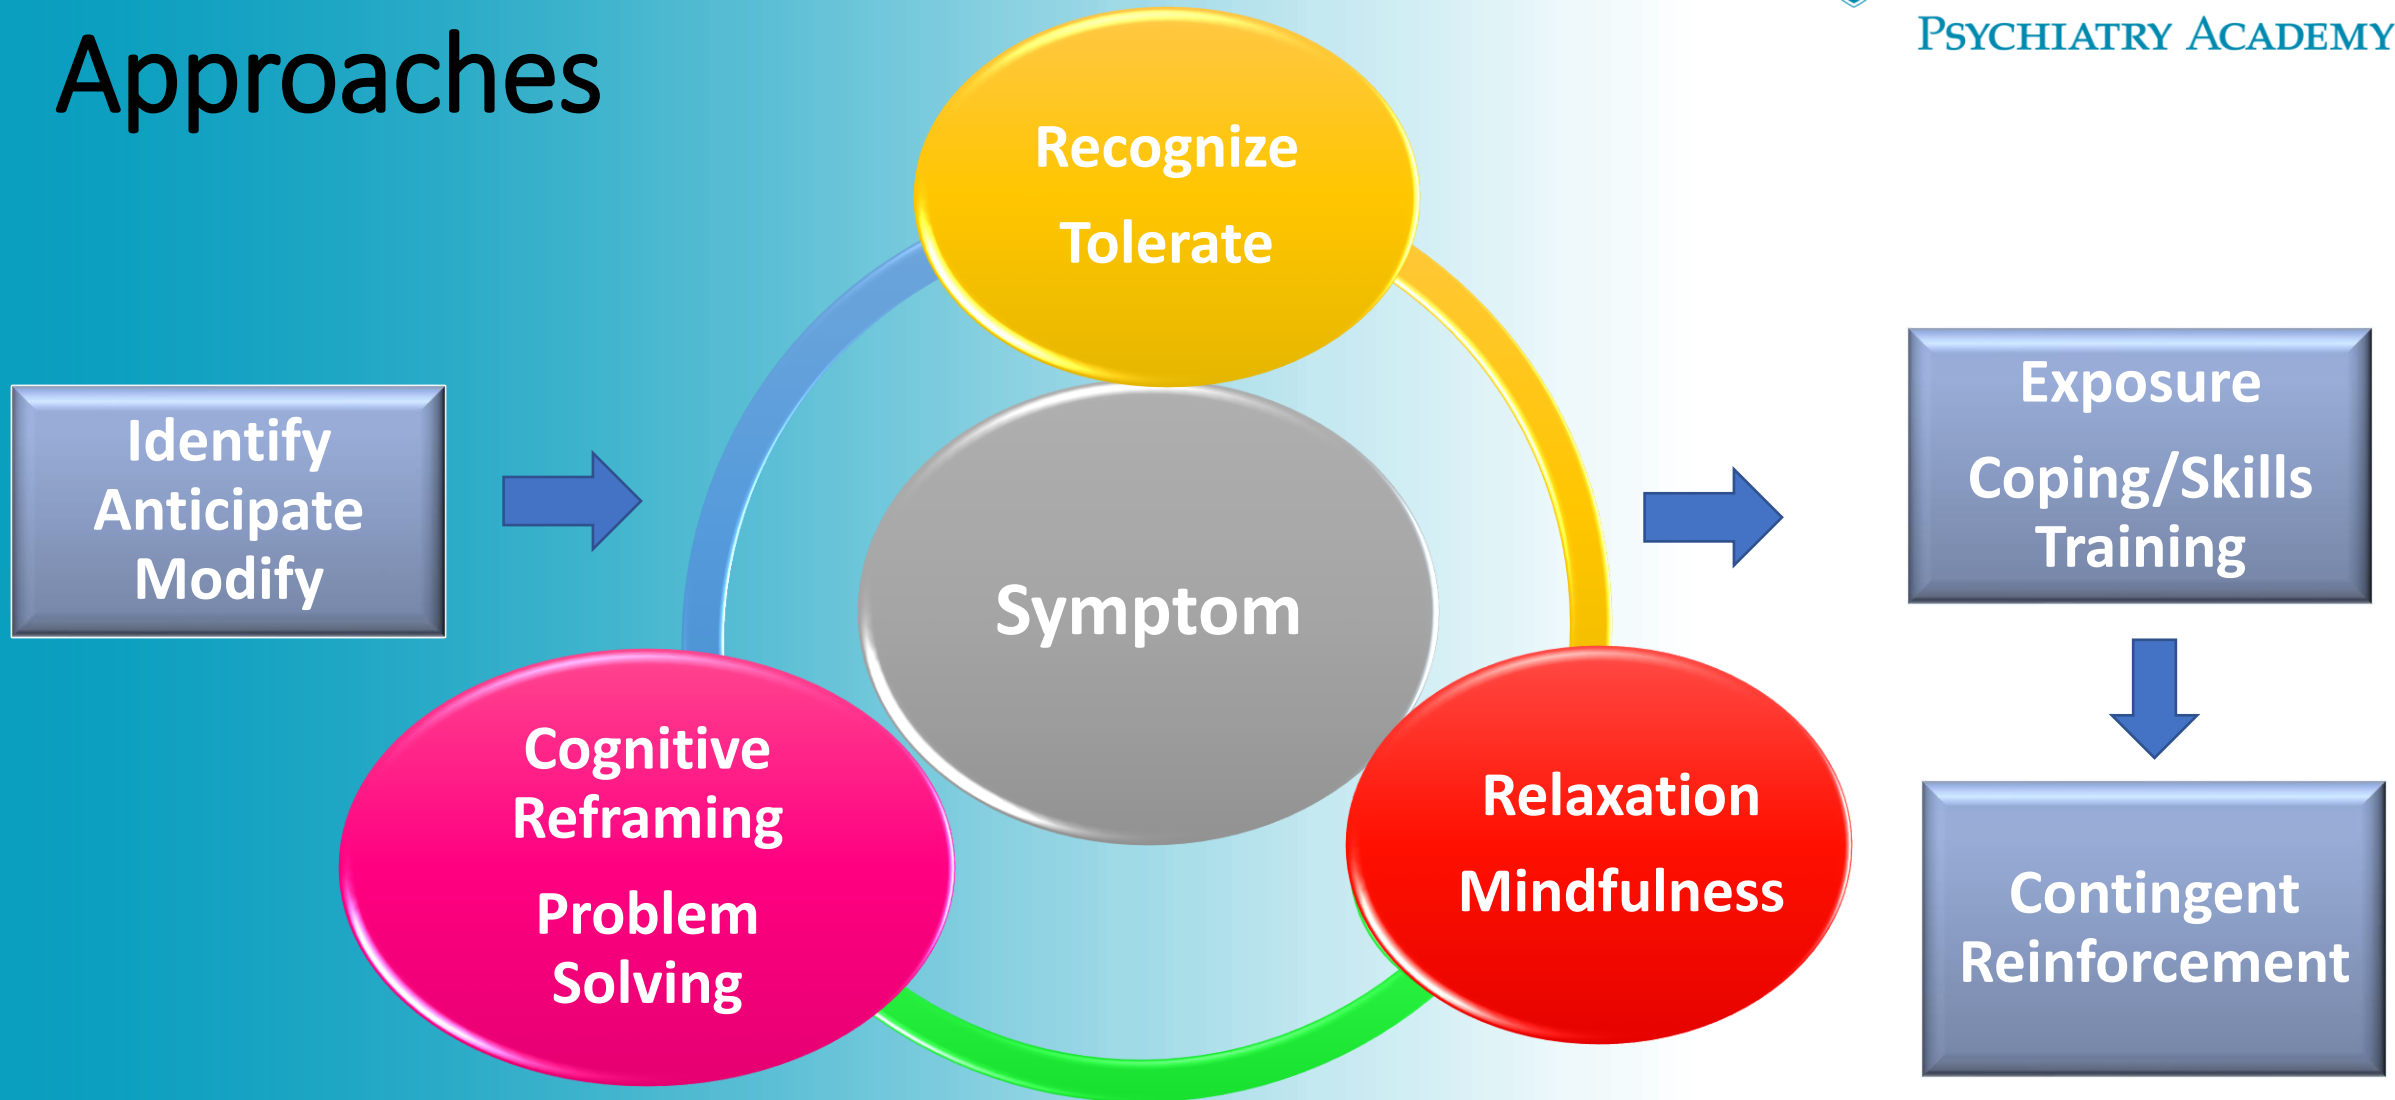 Approaches
PSYCHIATRY ACADEMY
Recognize
Tolerate
Identify
Anticipate
Modify
Symptom
Cognitive
Reframing
Problem
Solving
Relaxation
Mindfulness
Exposure
Coping/Skills
Training
Contingent
Reinforcement